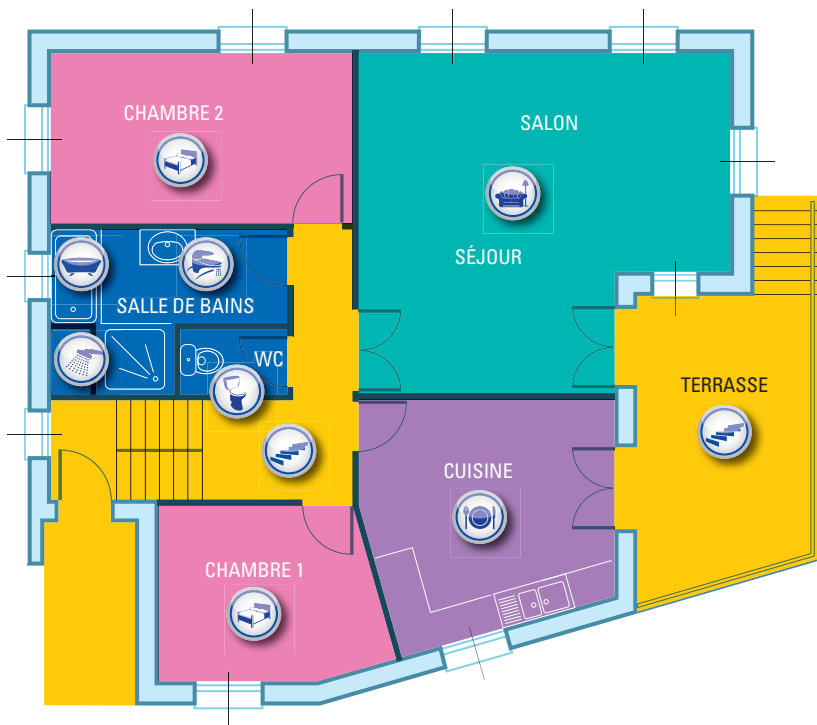 CHAMBRE 2
SALON
SÉJOUR
SALLE DE BAINS
WC
TERRASSE
CUISINE
CHAMBRE 1